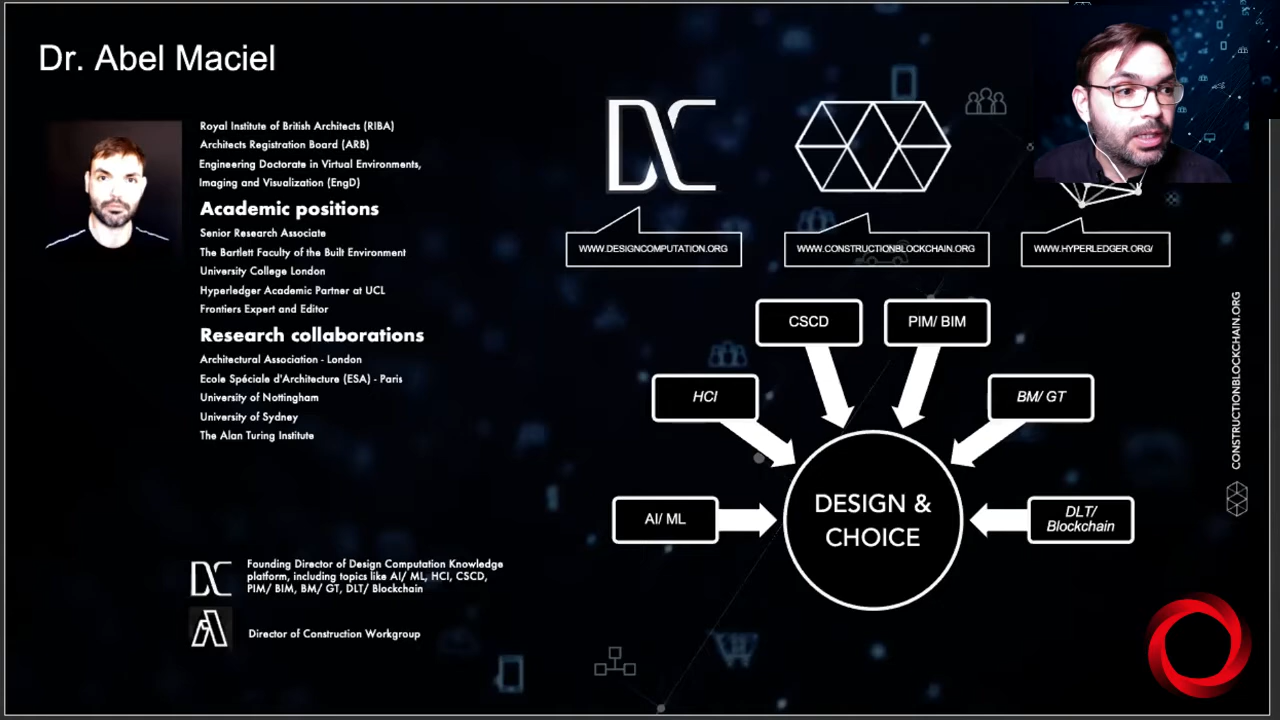 Dr. Abel Maciel
Royal Institute of British Architects (RIBA)
Architects Registration Board (ARB)
Engineering Doctorate in Virtual Environments,
Imaging and Visualization (EngD)
Academic positions
Senior Research Associate
The Bartlett Faculty of the Built Environment
University College London
Hyperledger Academic Partner at UCL
Frontiers Expert and Editor
Research collaborations
Architectural Association - London
Ecole Spéciale d'Architecture (ESA) - Paris
University of Nottingham
University of Sydney
The Alan Turing Institute
DC
Founding Director of Design Computation Knowledge
platform, including topics like AI/ ML, HCI, CSCD,
PIM/ BIM, BM/ GT, DLT/ Blockchain
Director of Construction Workgroup
DC
WWW.DESIGNCOMPUTATION.ORG
WWW.CONSTRUCTIONBLOCKCHAIN.ORG
WWW.HYPERLEDGER.ORG/
CSCD
PIM/ BIM
HCI
BM/ GT
AI/ ML
DLT/
Blockchain
DESIGN &
CHOICE
CONSTRUCTIONBLOCKCHAIN.ORG